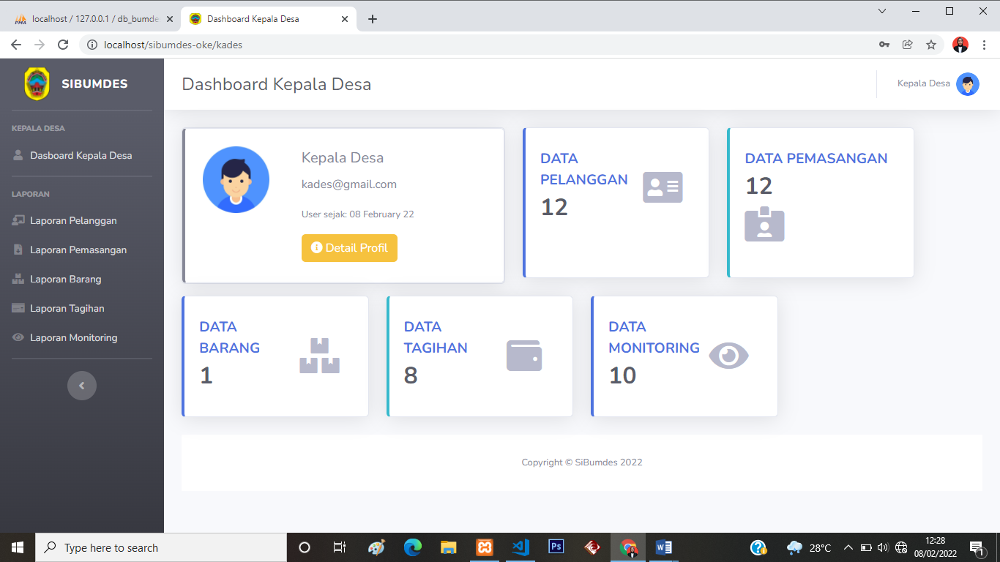 localhost / 127.0.0.1 / db_bumde
Dashboard Kepala Desa
localhost/sibumdes-oke/kades
SIBUMDES
KEPALA DESA
Dasboard Kepala Desa
LAPORAN
Laporan Pelanggan
Laporan Pemasangan
Laporan Barang
Laporan Tagihan
Laporan Monitoring
Dashboard Kepala Desa
Kepala Desa
Kepala Desa
kades@gmail.com
User sejak: 08 February 22
Detail Profil
DATA
PELANGGAN
12
DATA PEMASANGAN
12
DATA
BARANG
1
DATA
TAGIHAN
8
DATA
MONITORING
10
Copyright © SiBumdes 2022
Type here to search
Ps
28°C
12:28
08/02/2022
1